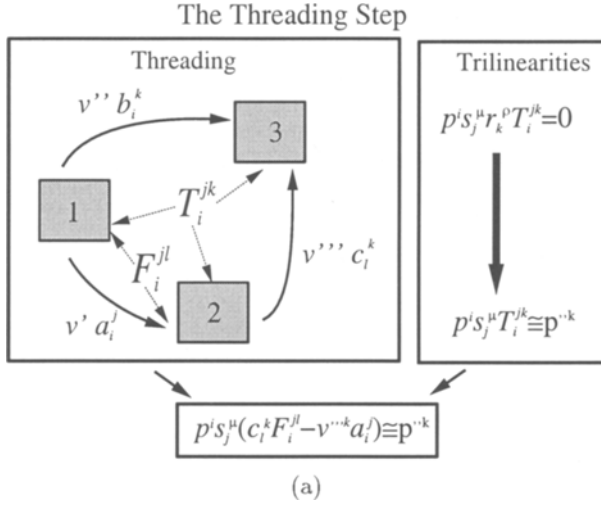 The Threading Step
Threading
v'' b_i^k
3
1
T_i^{jk}
F_i^{jl}
v''' c_l^k
2
v' a_i^j
Trilinearities
p^i s_j^μ r_k^ρ T_i^{jk}=0
p^i s_j^μ T_i^{jk}≅p^{··k}
p^i s_j^μ(c_l^k F_i^{jl}−v'''^k a_i^j)≅p^{··k}
(a)